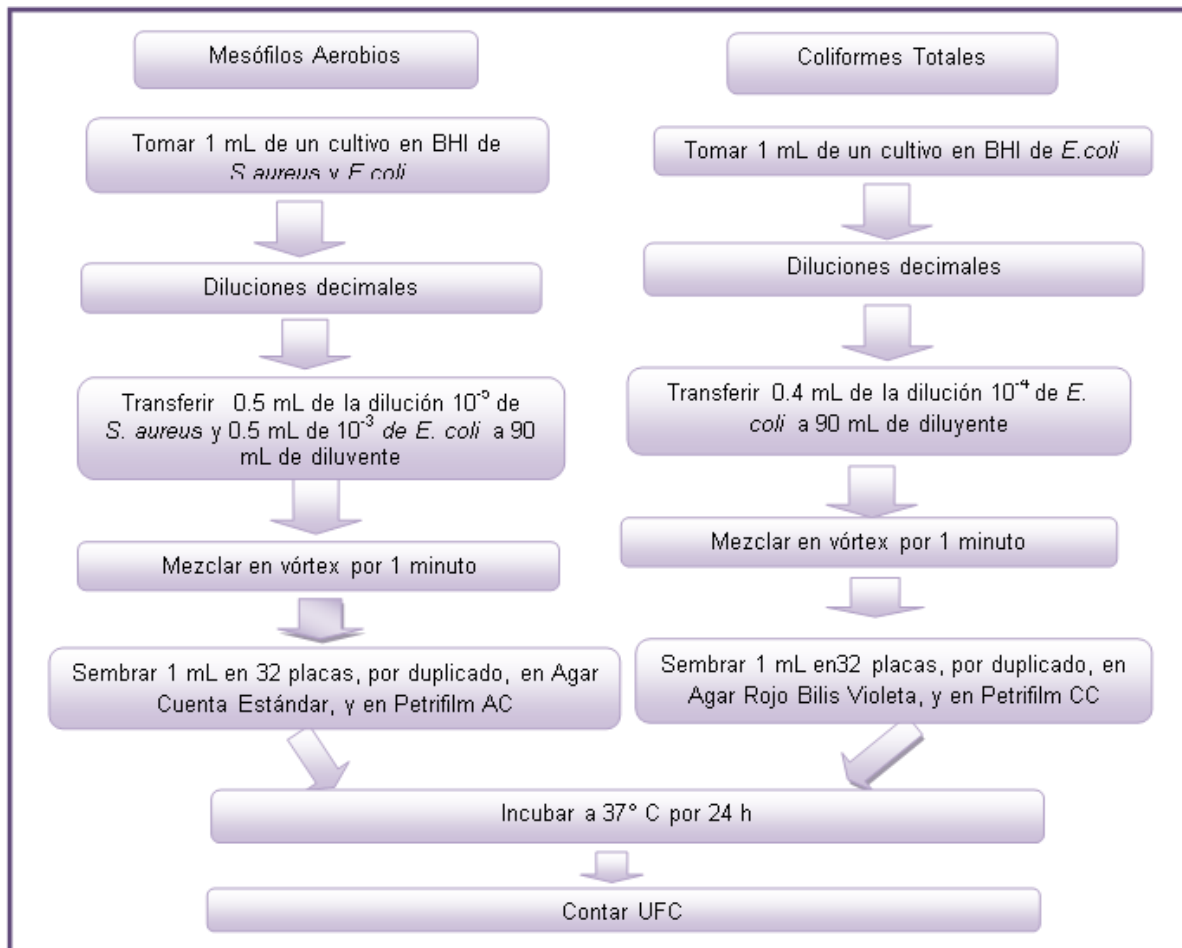 Mesófilos Aerobios
Tomar 1 mL de un cultivo en BHI de
S.aureus y E.coli
Diluciones decimales
Transferir 0.5 mL de la dilución 10⁻⁵ de
S. aureus y 0.5 mL de 10⁻³ de E. coli a 90
mL de diluyente
Mezclar en vórtex por 1 minuto
Sembrar 1 mL en 32 placas, por duplicado, en Agar
Cuenta Estándar, y en Petrifilm AC
Coliformes Totales
Tomar 1 mL de un cultivo en BHI de E.coli
Diluciones decimales
Transferir 0.4 mL de la dilución 10⁻⁴ de E.
coli a 90 mL de diluyente
Mezclar en vórtex por 1 minuto
Sembrar 1 mL en32 placas, por duplicado, en
Agar Rojo Bilis Violeta, y en Petrifilm CC
Incubar a 37° C por 24 h
Contar UFC